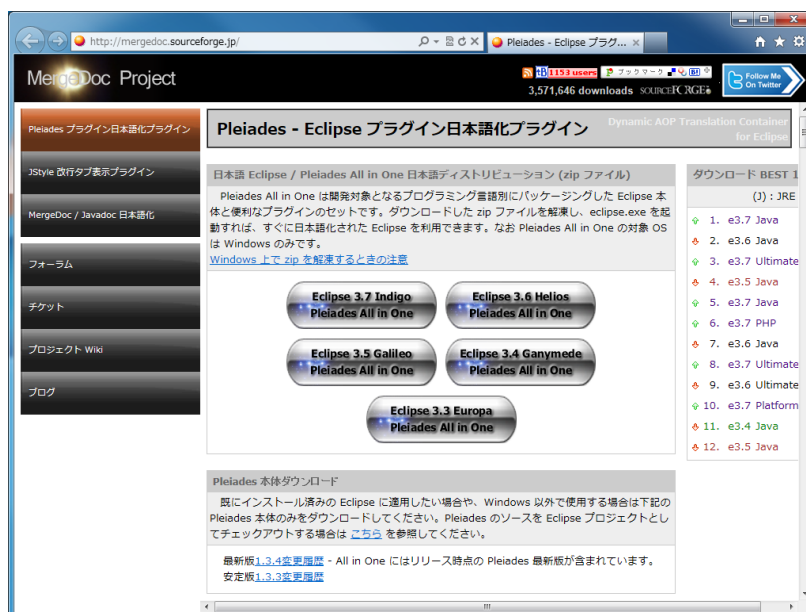 http://mergedoc.sourceforge.jp/
Pleiades - Eclipse プラグ...
MergeDoc Project
1153 users
ブックマーク
3,571,646 downloads SOURCEFORGE
Follow Me
On Twitter
Pleiades プラグイン日本語化プラグイン
JStyle 改行タブ表示プラグイン
MergeDoc / Javadoc 日本語化
フォーラム
チケット
プロジェクト Wiki
ブログ
Pleiades - Eclipse プラグイン日本語化プラグイン
Dynamic AOP Translation Container
for Eclipse
日本語 Eclipse / Pleiades All in One 日本語ディストリビューション (zip ファイル)
Pleiades All in One は開発対象となるプログラミング言語別にパッケージングした Eclipse 本
体と便利なプラグインのセットです。ダウンロードした zip ファイルを解凍し、eclipse.exe を起
動すれば、すぐに日本語化された Eclipse を利用できます。なお Pleiades All in One の対象 OS
は Windows のみです。
Windows 上で zip を解凍するときの注意
Eclipse 3.7 Indigo
Pleiades All in One
Eclipse 3.6 Helios
Pleiades All in One
Eclipse 3.5 Galileo
Pleiades All in One
Eclipse 3.4 Ganymede
Pleiades All in One
Eclipse 3.3 Europa
Pleiades All in One
Pleiades 本体ダウンロード
既にインストール済みの Eclipse に適用したい場合や、Windows 以外で使用する場合は下記の
Pleiades 本体のみをダウンロードしてください。Pleiades のソースを Eclipse プロジェクトとし
てチェックアウトする場合は こちら を参照してください。
最新版1.3.4変更履歴 - All in One にはリリース時点の Pleiades 最新版が含まれています。
安定版1.3.3変更履歴
ダウンロード BEST 1
(J) : JRE
1. e3.7 Java
2. e3.6 Java
3. e3.7 Ultimate
4. e3.5 Java
5. e3.7 Java
6. e3.7 PHP
7. e3.6 Java
8. e3.7 Ultimate
9. e3.6 Ultimate
10. e3.7 Platform
11. e3.4 Java
12. e3.5 Java